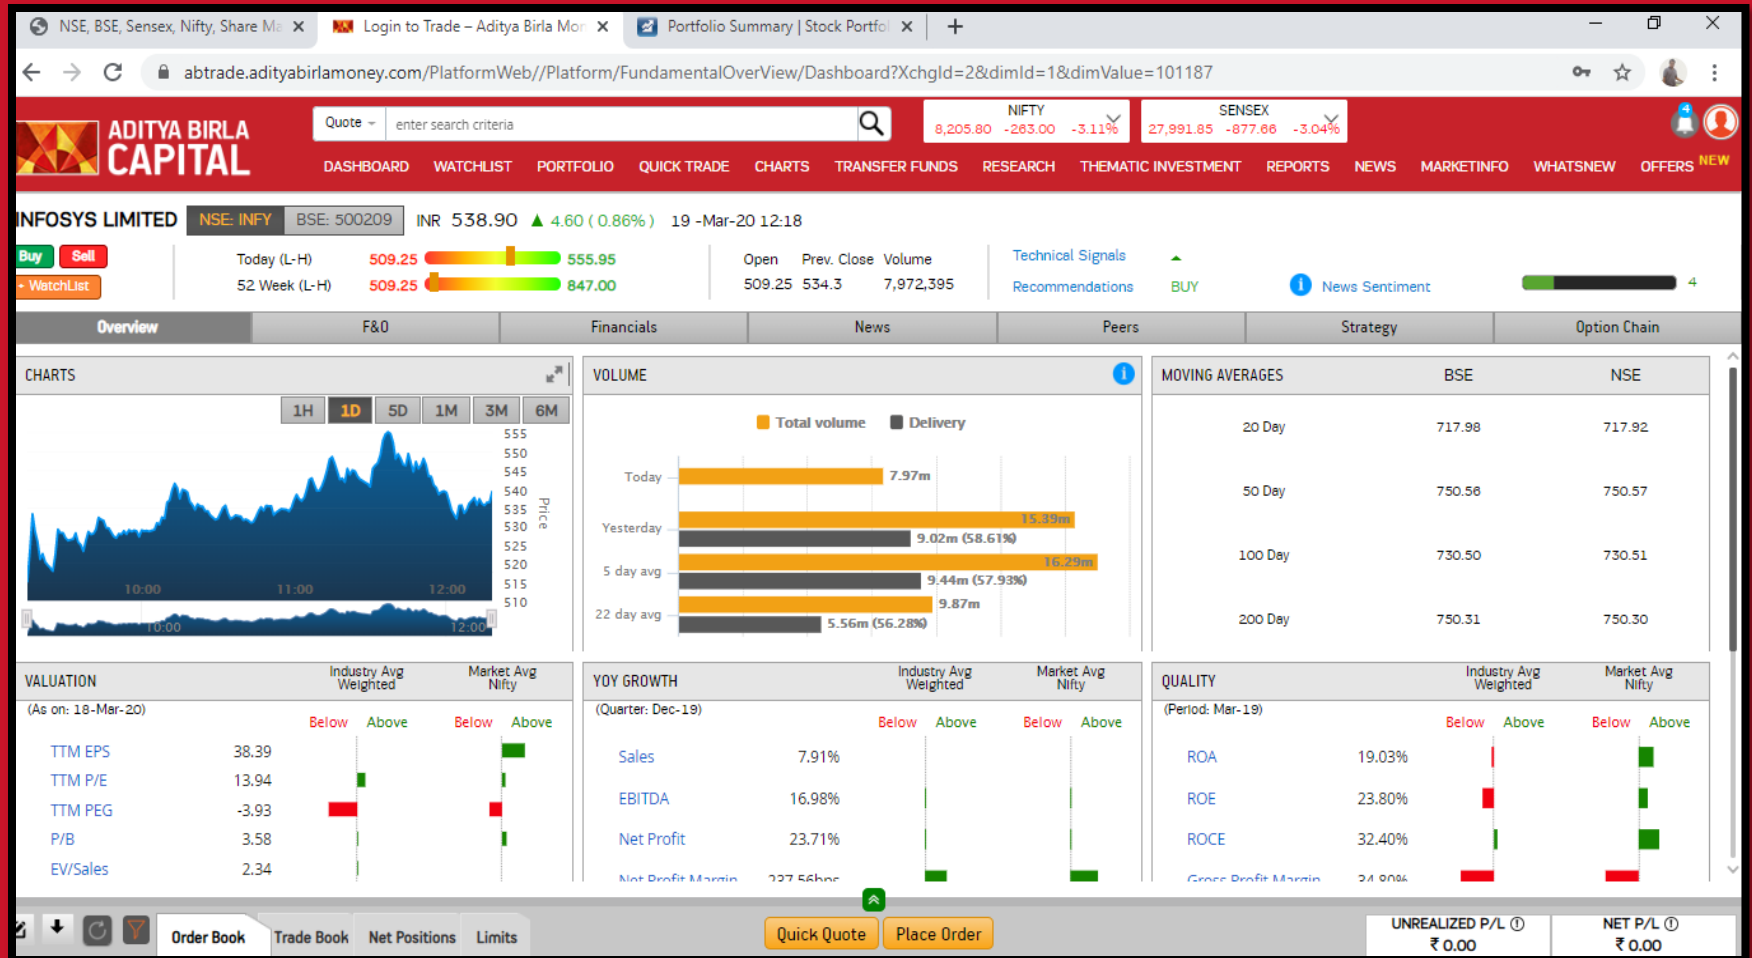 NSE, BSE, Sensex, Nifty, Share Ma
Login to Trade – Aditya Birla Mon
Portfolio Summary | Stock Portfol
abtrade.adityabirlamoney.com/PlatformWeb//Platform/FundamentalOverView/Dashboard?XchgId=2&dimId=1&dimValue=101187
ADITYA BIRLA
CAPITAL
Quote
enter search criteria
NIFTY
8,205.80 -263.00 -3.11%
SENSEX
27,991.85 -877.66 -3.04%
4
DASHBOARD WATCHLIST PORTFOLIO QUICK TRADE CHARTS TRANSFER FUNDS RESEARCH THEMATIC INVESTMENT REPORTS NEWS MARKETINFO WHATSNEW OFFERS NEW
INFOSYS LIMITED NSE: INFY BSE: 500209 INR 538.90 ▲ 4.60 ( 0.86% ) 19 -Mar-20 12:18
Buy Sell
WatchList
Today (L-H) 509.25 555.95
52 Week (L-H) 509.25 847.00
Open Prev. Close Volume
509.25 534.3 7,972,395
Technical Signals
Recommendations BUY
News Sentiment 4
Overview F&O Financials News Peers Strategy Option Chain
CHARTS
1H 1D 5D 1M 3M 6M
555
550
545
540
535
530
525
520
515
510
Price
10:00 11:00 12:00
10:00 12:00
VOLUME
Total volume Delivery
Today 7.97m
Yesterday 15.39m
9.02m (58.61%)
5 day avg 16.29m
9.44m (57.93%)
22 day avg 9.87m
5.56m (56.28%)
MOVING AVERAGES BSE NSE
20 Day 717.98 717.92
50 Day 750.56 750.57
100 Day 730.50 730.51
200 Day 750.31 750.30
VALUATION Industry Avg Weighted Market Avg Nifty
(As on: 18-Mar-20)
Below Above Below Above
TTM EPS 38.39
TTM P/E 13.94
TTM PEG -3.93
P/B 3.58
EV/Sales 2.34
YOY GROWTH Industry Avg Weighted Market Avg Nifty
(Quarter: Dec-19)
Below Above Below Above
Sales 7.91%
EBITDA 16.98%
Net Profit 23.71%
Net Profit Margin 237.56bps
QUALITY Industry Avg Weighted Market Avg Nifty
(Period: Mar-19)
Below Above Below Above
ROA 19.03%
ROE 23.80%
ROCE 32.40%
Gross Profit Margin 34.80%
Order Book Trade Book Net Positions Limits
Quick Quote Place Order
UNREALIZED P/L
₹ 0.00
NET P/L
₹ 0.00